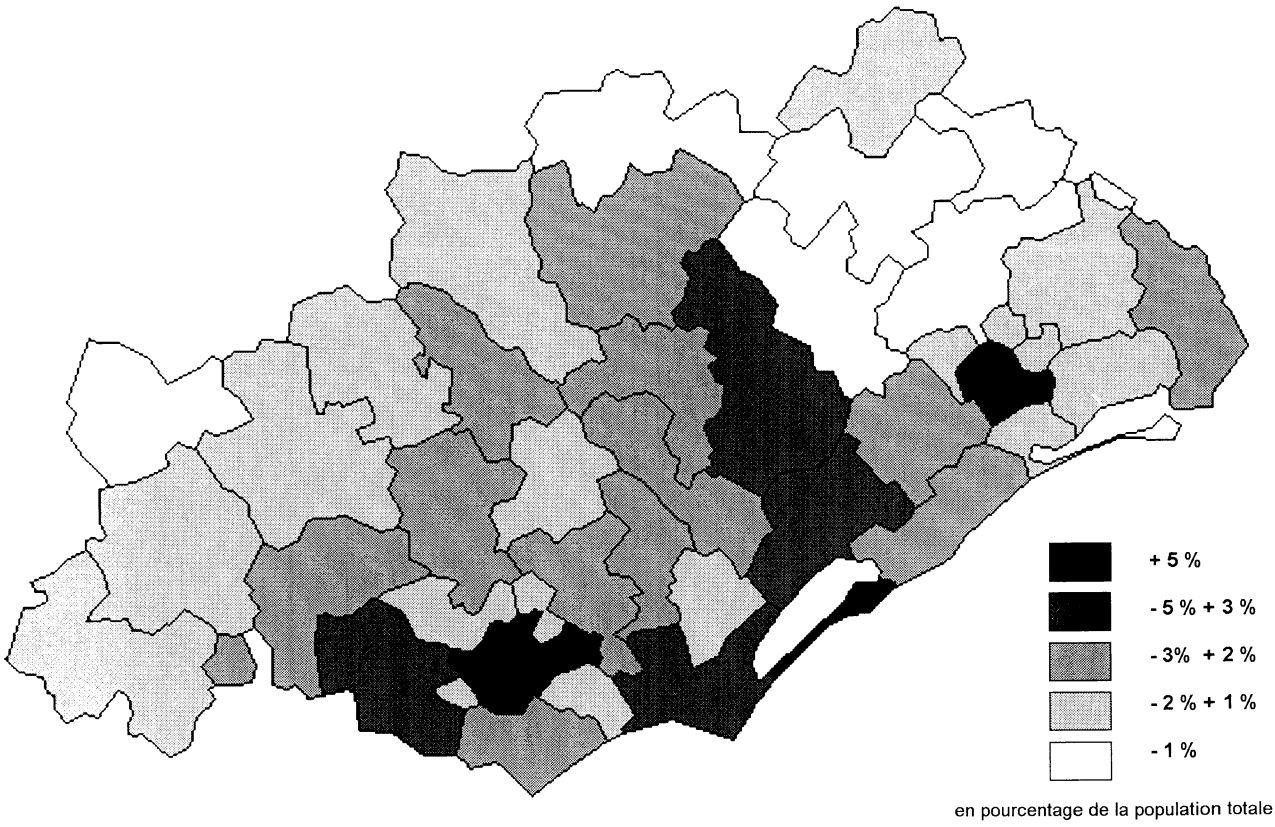 + 5 %
- 5 % + 3 %
- 3% + 2 %
- 2 % + 1 %
- 1 %
en pourcentage de la population totale